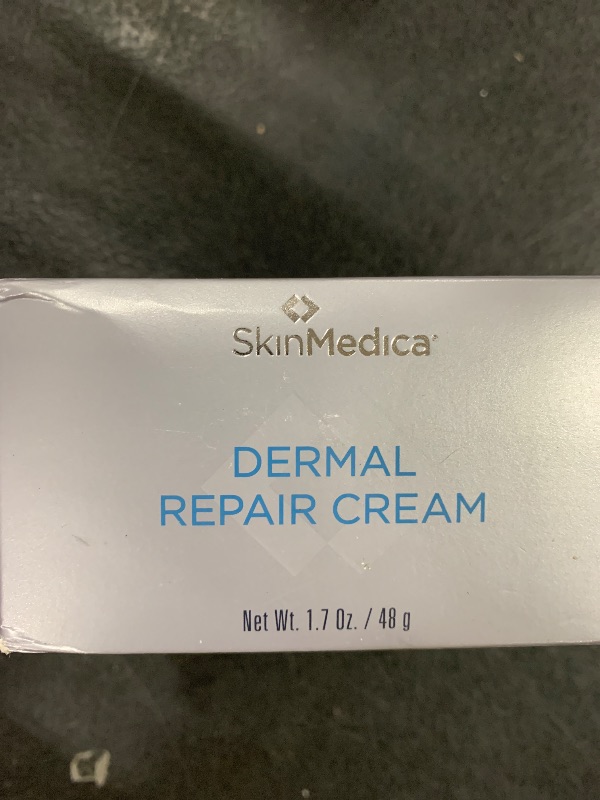 SkinMedica®
DERMAL
REPAIR CREAM
Net Wt. 1.7 Oz. / 48 g